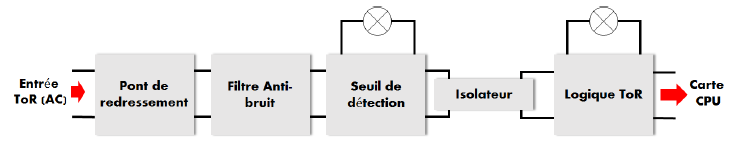 Entrée
ToR (AC)
Pont de
redressement
Filtre Anti-
bruit
Seuil de
détection
Isolateur
Logique ToR
Carte
CPU